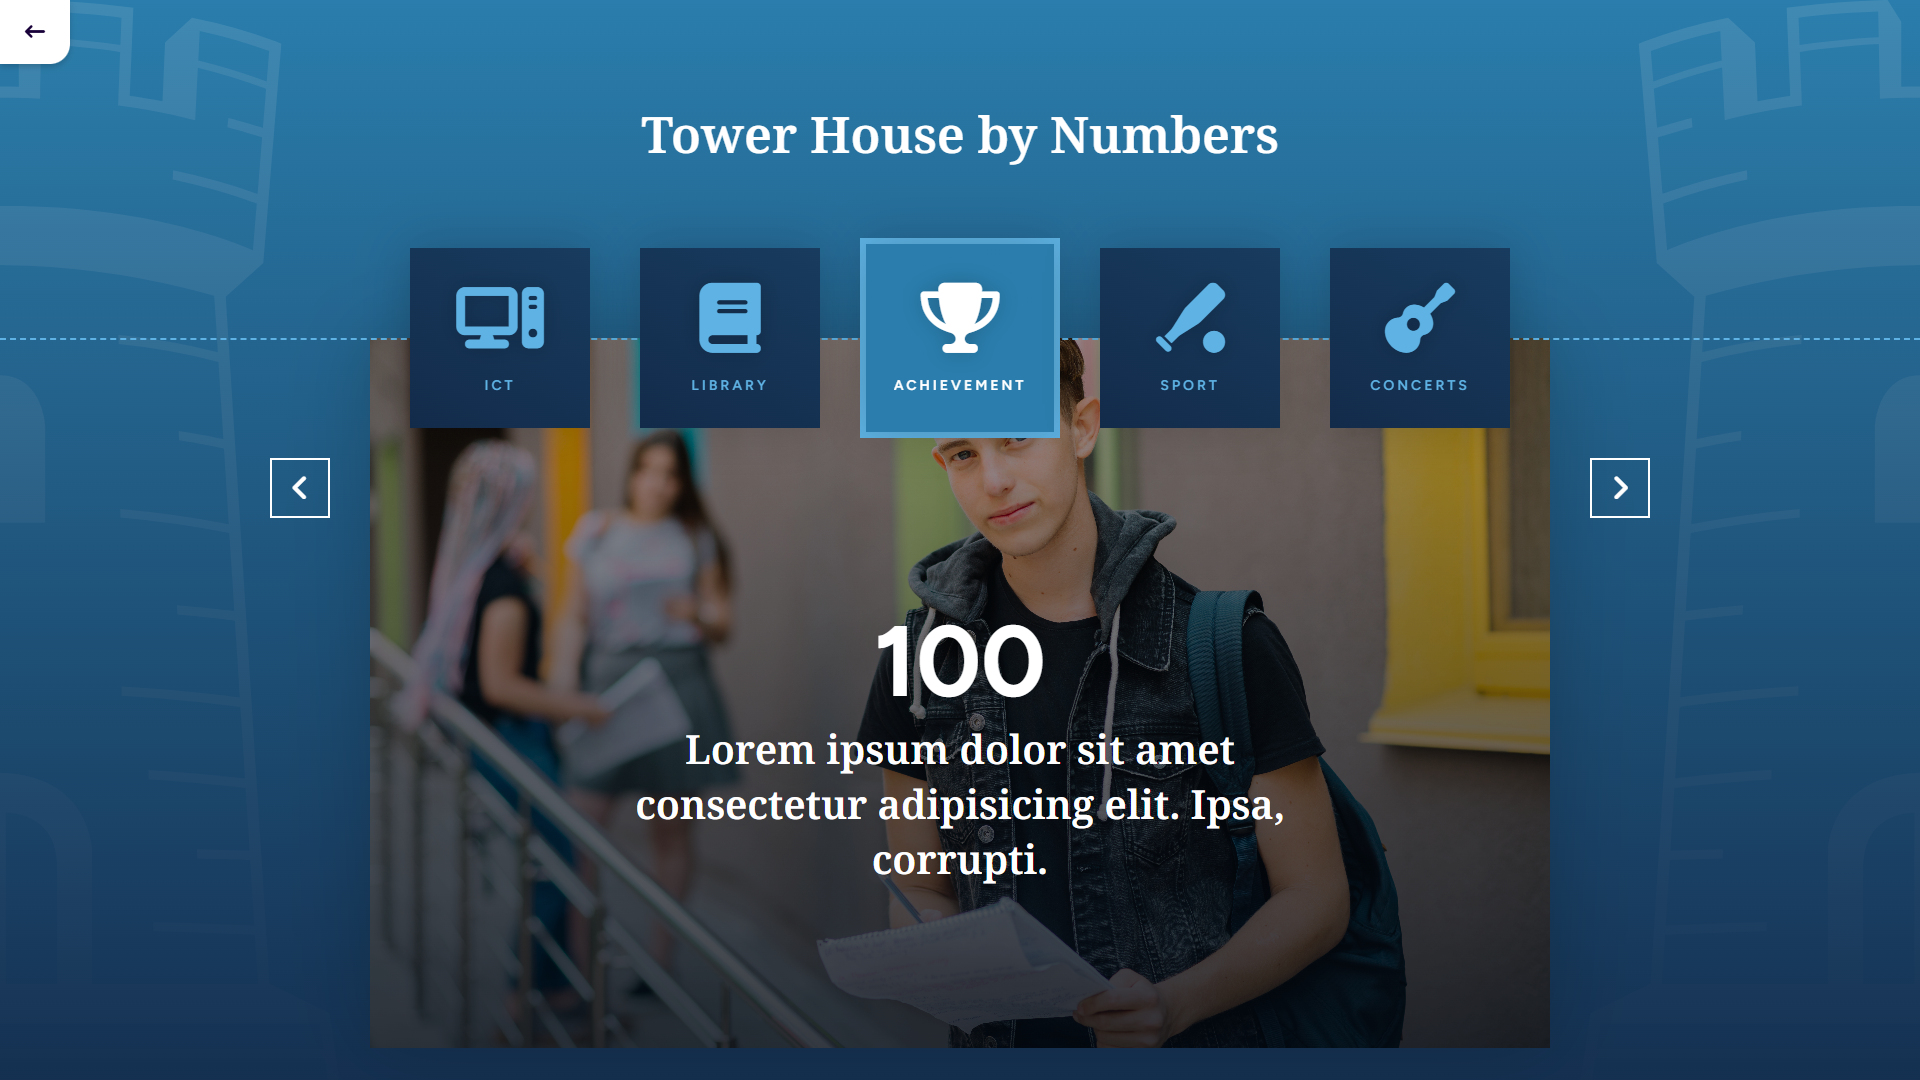 Tower House by Numbers
ICT
LIBRARY
ACHIEVEMENT
SPORT
CONCERTS
100
Lorem ipsum dolor sit amet
consectetur adipisicing elit. Ipsa,
corrupti.